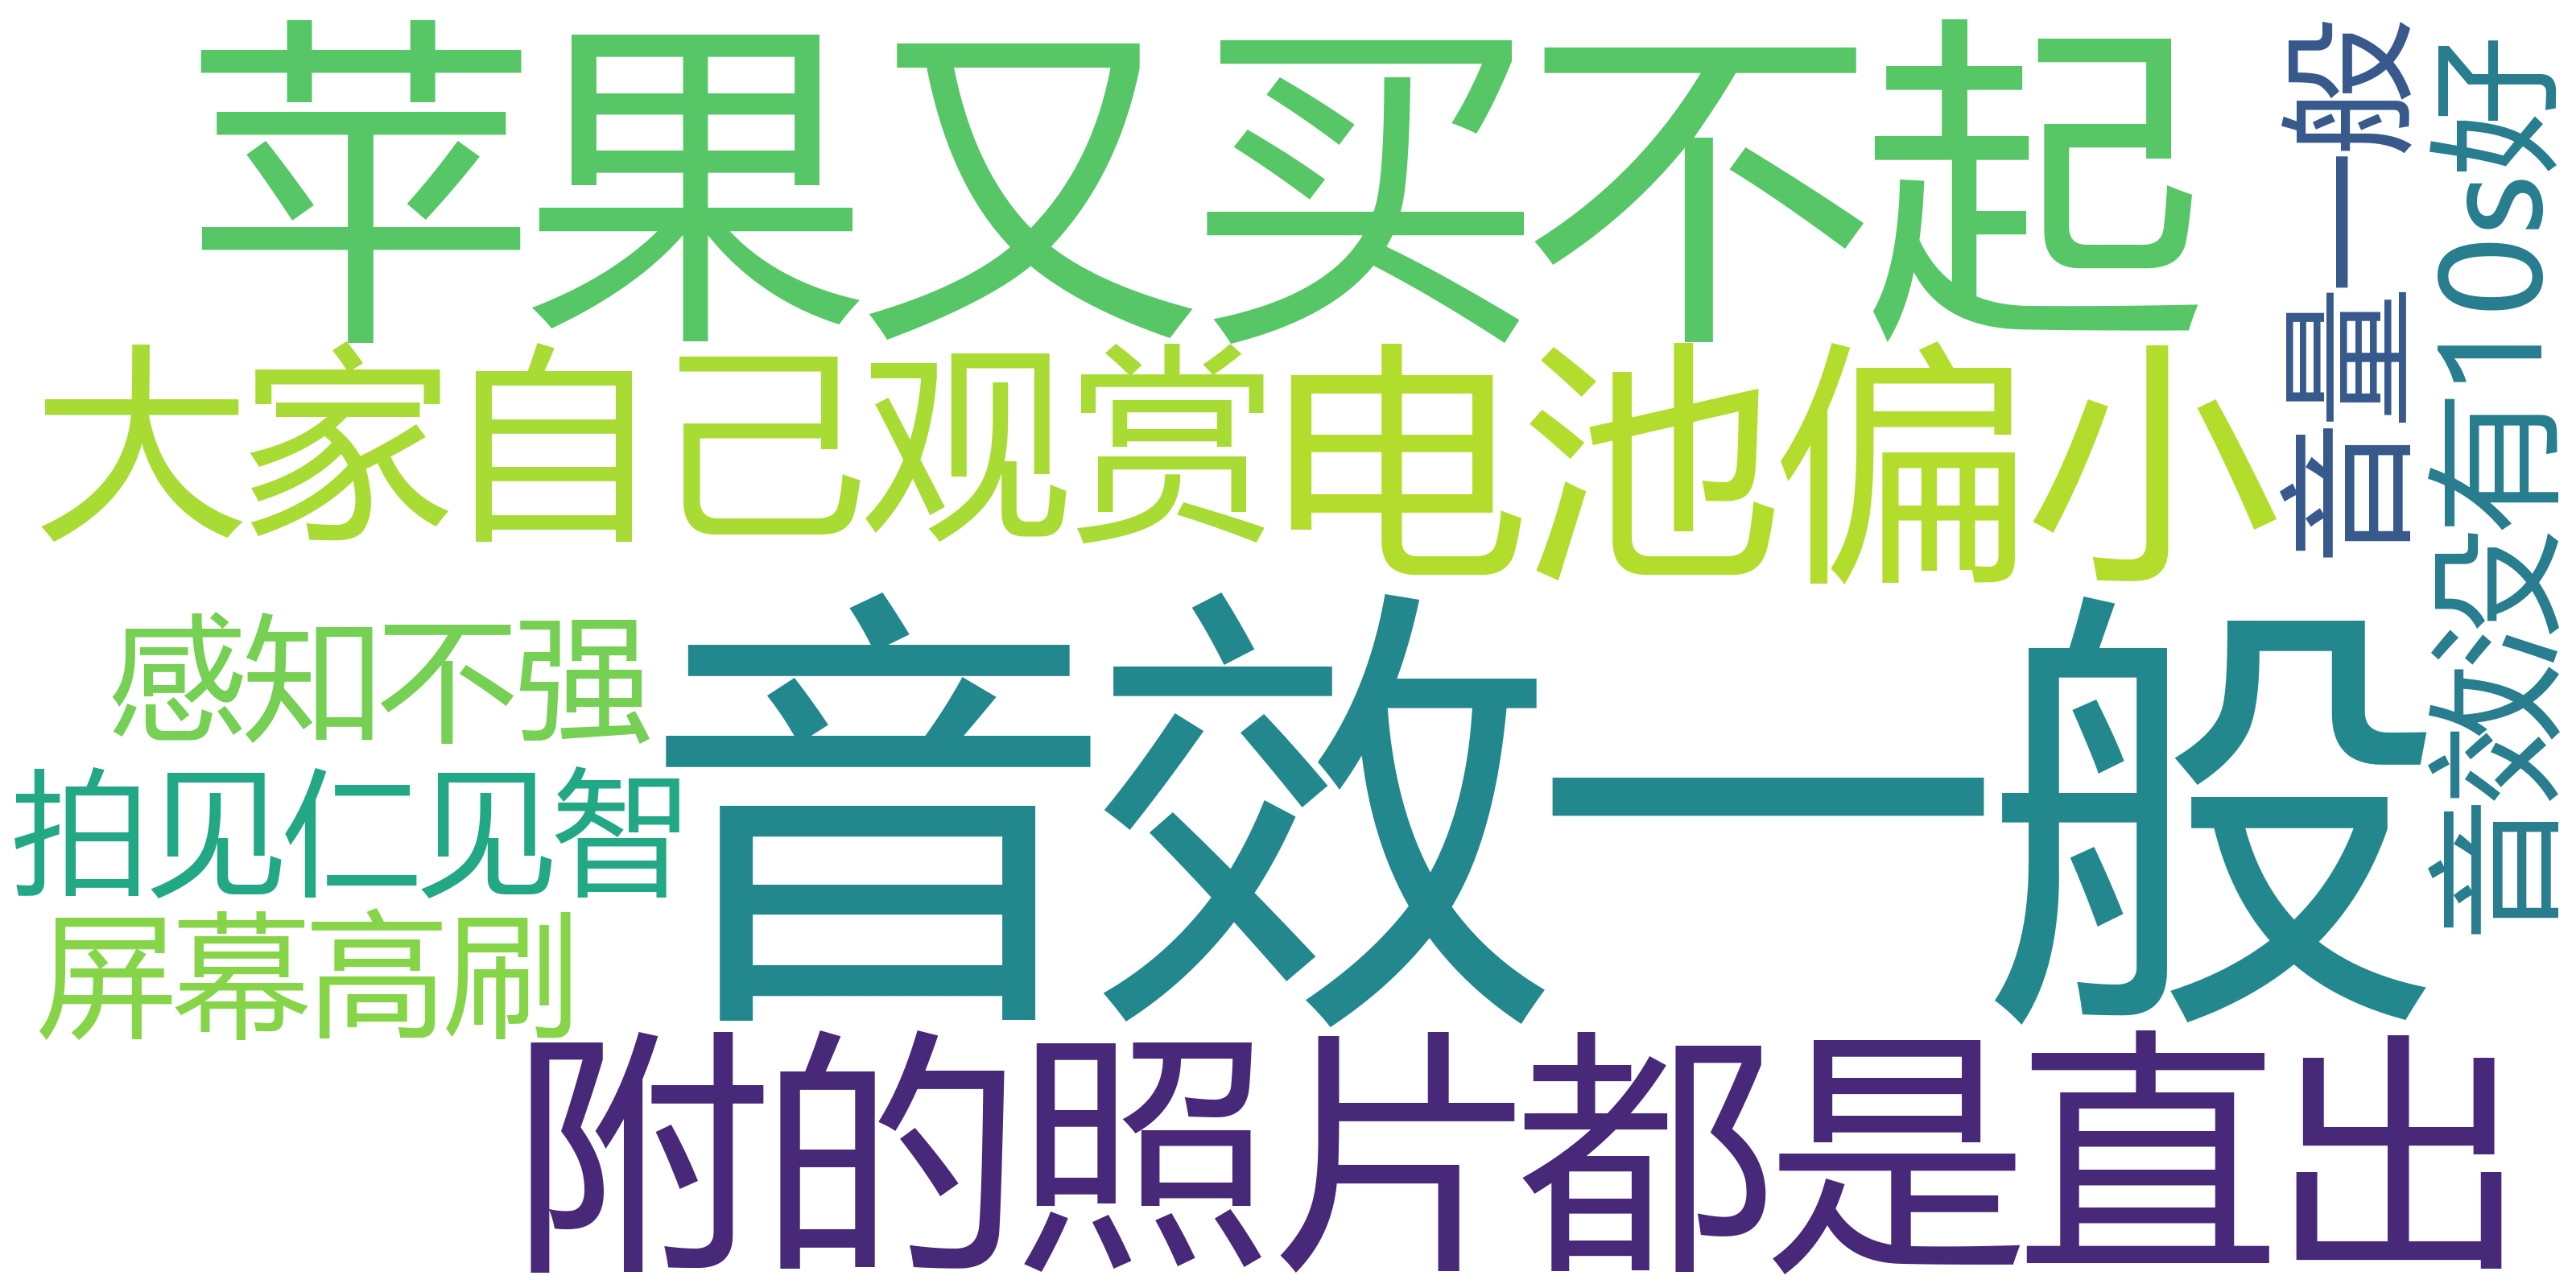 苹果又买不起
大家自己观赏
电池偏小
音效一般
感知不强
拍见仁见智
屏幕高刷
附的照片都是直出
音量一般
音效没有10s好